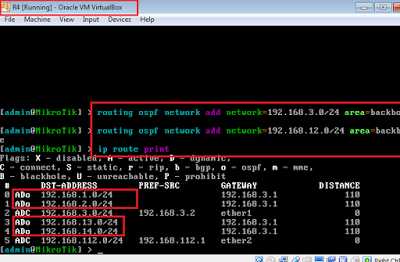 R4 [Running] - Oracle VM VirtualBox
File Machine View Input Devices Help
[admin@MikroTik] > routing ospf network add network=192.168.3.0/24 area=backbo
[admin@MikroTik] > routing ospf network add network=192.168.12.0/24 area=backb
e
[admin@MikroTik] > ip route print
Flags: X - disabled, A - active, D - dynamic,
C - connect, S - static, r - rip, b - bgp, o - ospf, m - mme,
B - blackhole, U - unreachable, P - prohibit
# DST-ADDRESS PREF-SRC GATEWAY DISTANCE
0 ADo 192.168.1.0/24 192.168.3.1 110
1 ADo 192.168.2.0/24 192.168.3.1 110
2 ADC 192.168.3.0/24 192.168.3.2 ether1 0
3 ADo 192.168.13.0/24 192.168.3.1 110
4 ADo 192.168.14.0/24 192.168.3.1 110
5 ADC 192.168.112.0/24 192.168.112.1 ether2 0
[admin@MikroTik] > _